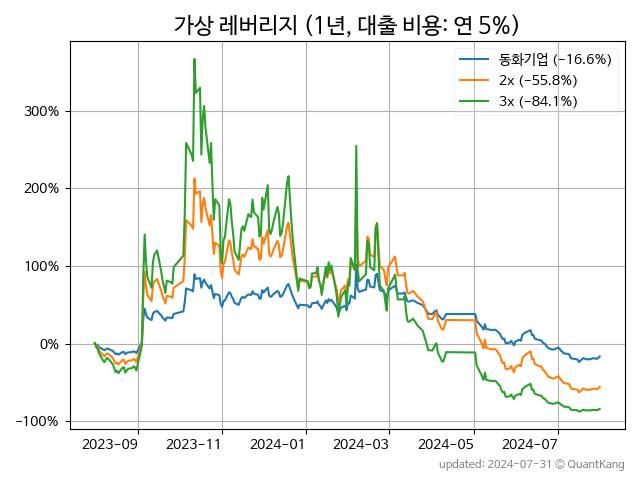 가상 레버리지 (1년, 대출 비용: 연 5%)
동화기업 (-16.6%)
2x (-55.8%)
3x (-84.1%)
300%
200%
100%
0%
-100%
2023-09 2023-11 2024-01 2024-03 2024-05 2024-07
updated: 2024-07-31 © QuantKang